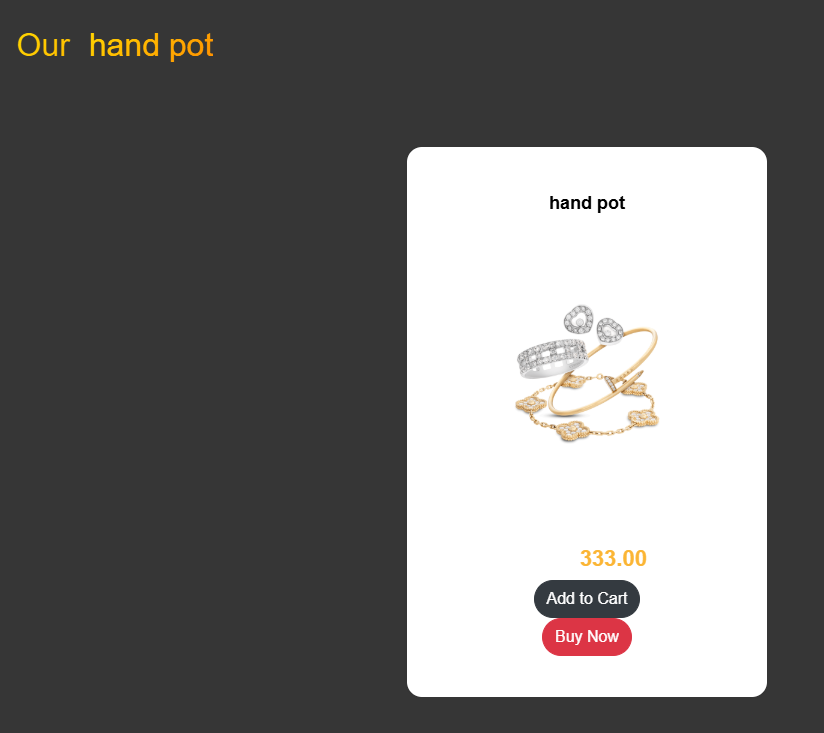 Our hand pot
hand pot
333.00
Add to Cart
Buy Now